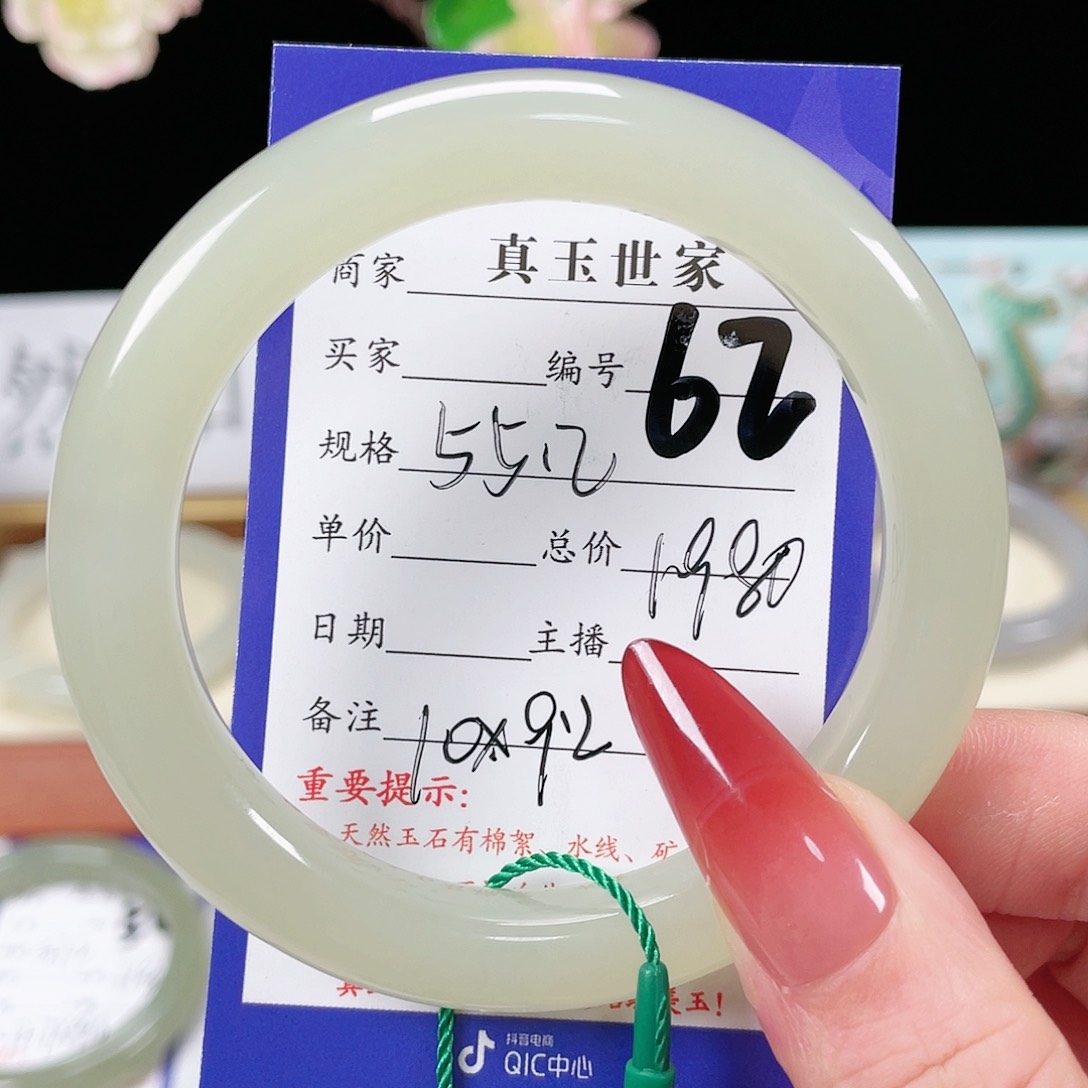 商家 真玉世家
买家 编号 62
规格 55.2
单价 总价 1980
日期 主播
备注 10x9.2
重要提示:
天然玉石有棉絮、水线、矿
玉!
抖音电商
QIC中心